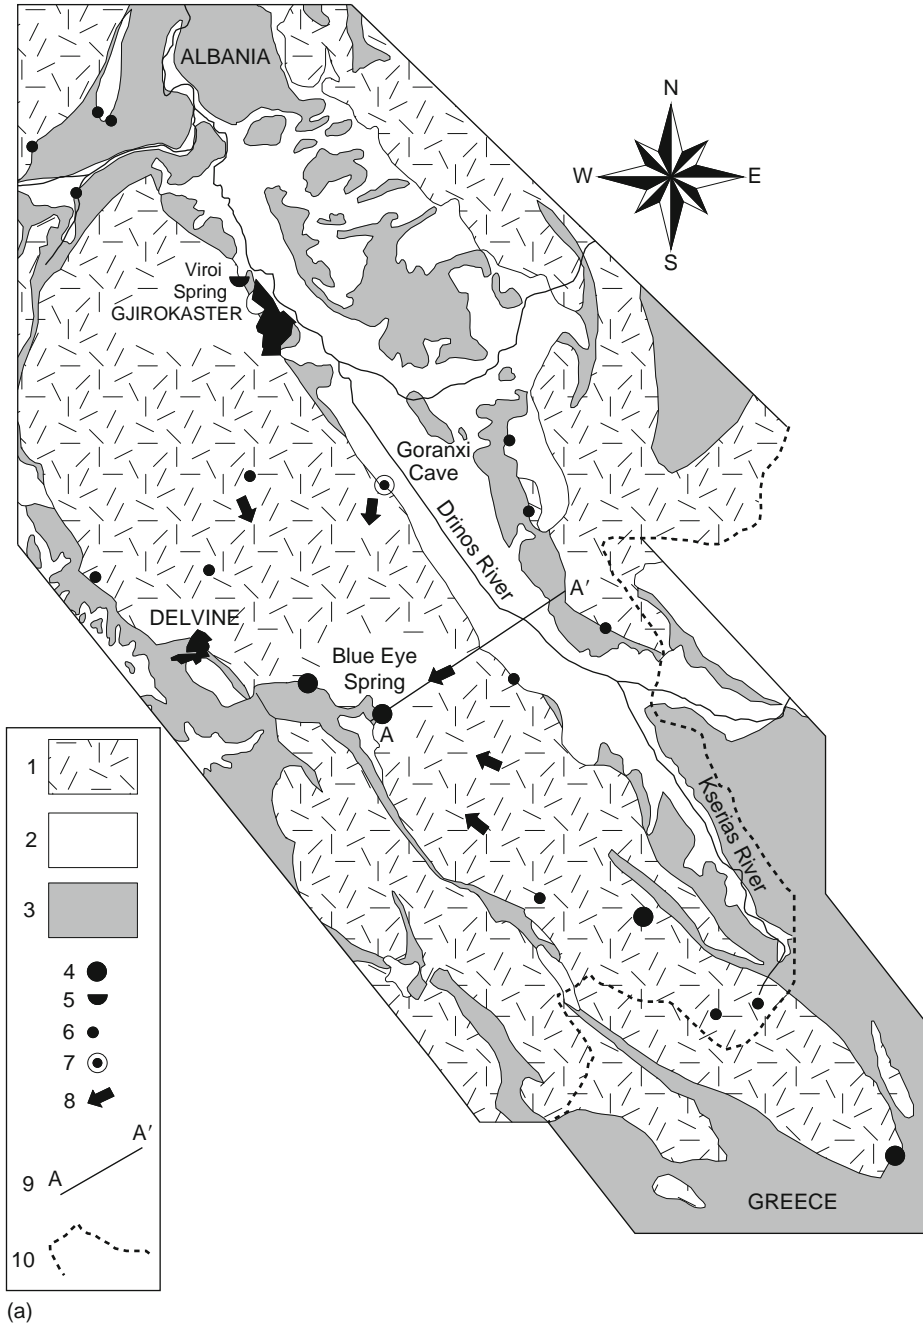 ALBANIA
N
W
E
S
Viroi
Spring
GJIROKASTER
Goranxi
Cave
Drinos River
A′
DELVINE
Blue Eye
Spring
A
Kserias River
1
2
3
4
5
6
7
8
A′
9
A
10
GREECE
(a)